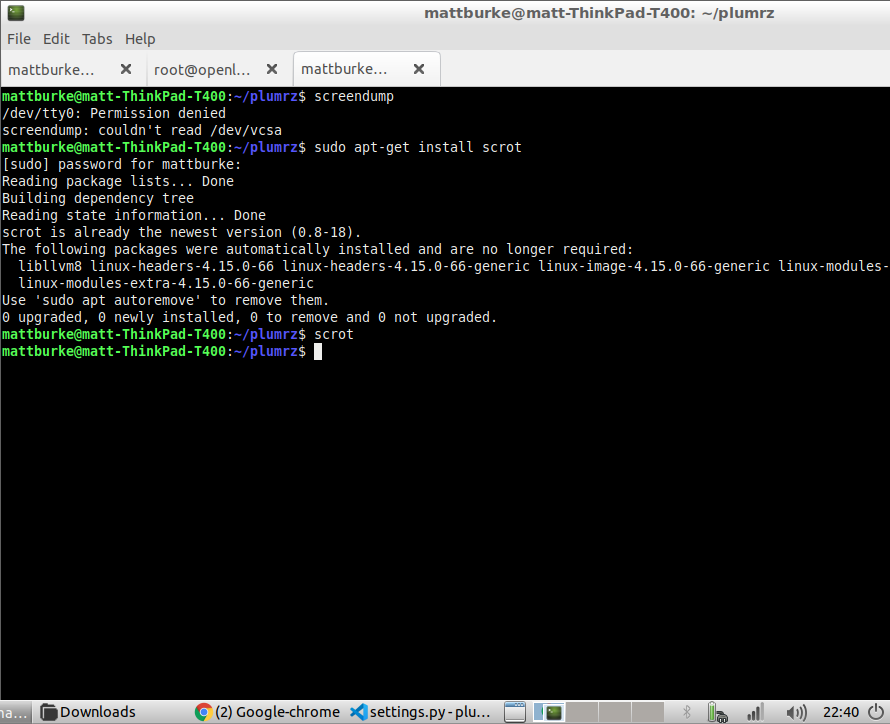 mattburke@matt-ThinkPad-T400: ~/plumrz
File Edit Tabs Help
mattburke... root@openl... mattburke...
mattburke@matt-ThinkPad-T400:~/plumrz$ screendump
/dev/tty0: Permission denied
screendump: couldn't read /dev/vcsa
mattburke@matt-ThinkPad-T400:~/plumrz$ sudo apt-get install scrot
[sudo] password for mattburke:
Reading package lists... Done
Building dependency tree
Reading state information... Done
scrot is already the newest version (0.8-18).
The following packages were automatically installed and are no longer required:
  libllvm8 linux-headers-4.15.0-66 linux-headers-4.15.0-66-generic linux-image-4.15.0-66-generic linux-modules-
  linux-modules-extra-4.15.0-66-generic
Use 'sudo apt autoremove' to remove them.
0 upgraded, 0 newly installed, 0 to remove and 0 not upgraded.
mattburke@matt-ThinkPad-T400:~/plumrz$ scrot
mattburke@matt-ThinkPad-T400:~/plumrz$
na... Downloads (2) Google-chrome settings.py - plu... 22:40